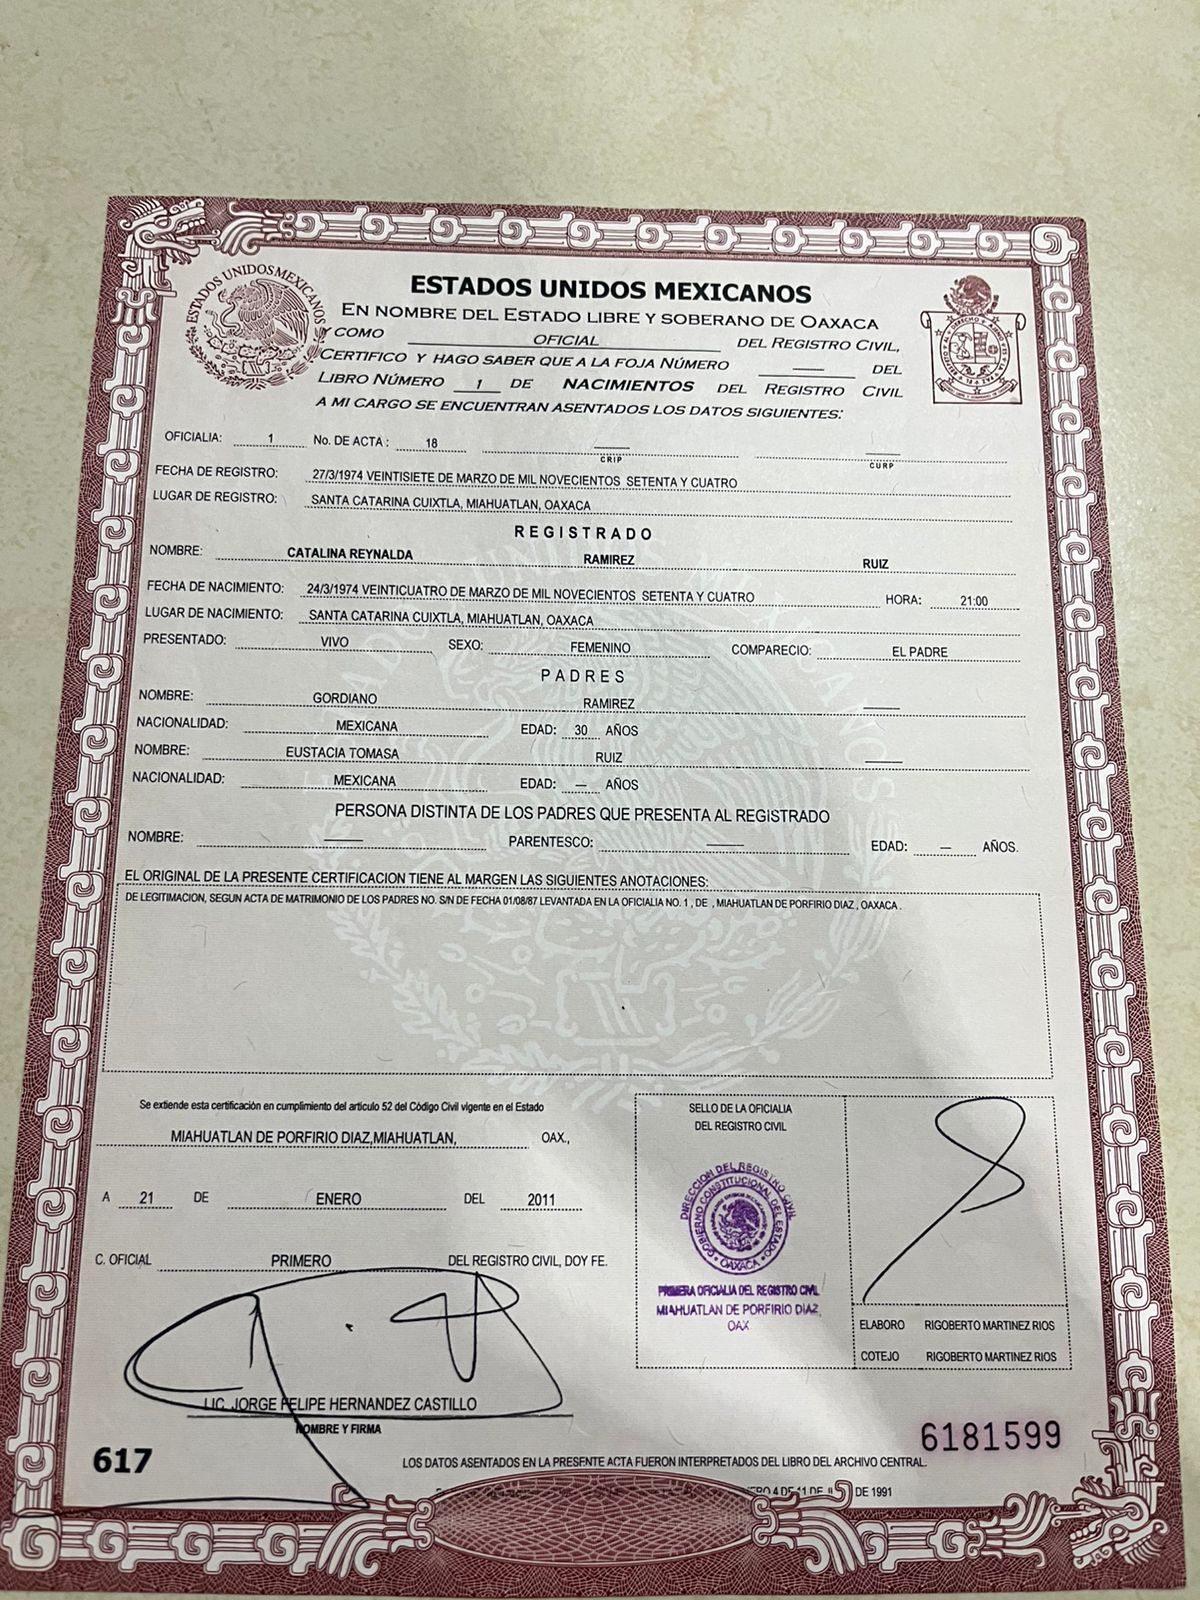 ESTADOS UNIDOS MEXICANOS
ESTADOS UNIDOS MEXICANOS
EN NOMBRE DEL ESTADO LIBRE Y SOBERANO DE OAXACA
Y COMO OFICIAL DEL REGISTRO CIVIL,
CERTIFICO Y HAGO SABER QUE A LA FOJA NÚMERO — DEL
LIBRO NÚMERO 1 DE NACIMIENTOS DEL REGISTRO CIVIL
A MI CARGO SE ENCUENTRAN ASENTADOS LOS DATOS SIGUIENTES:
OFICIALIA: 1 No. DE ACTA : 18 — —
CRIP CURP
FECHA DE REGISTRO: 27/3/1974 VEINTISIETE DE MARZO DE MIL NOVECIENTOS SETENTA Y CUATRO
LUGAR DE REGISTRO: SANTA CATARINA CUIXTLA, MIAHUATLAN, OAXACA
REGISTRADO
NOMBRE: CATALINA REYNALDA RAMIREZ RUIZ
FECHA DE NACIMIENTO: 24/3/1974 VEINTICUATRO DE MARZO DE MIL NOVECIENTOS SETENTA Y CUATRO HORA: 21:00
LUGAR DE NACIMIENTO: SANTA CATARINA CUIXTLA, MIAHUATLAN, OAXACA
PRESENTADO: VIVO SEXO: FEMENINO COMPARECIO: EL PADRE
PADRES
NOMBRE: GORDIANO RAMIREZ —
NACIONALIDAD: MEXICANA EDAD: 30 AÑOS
NOMBRE: EUSTACIA TOMASA RUIZ —
NACIONALIDAD: MEXICANA EDAD: — AÑOS
PERSONA DISTINTA DE LOS PADRES QUE PRESENTA AL REGISTRADO
NOMBRE: — PARENTESCO: — EDAD: — AÑOS.
EL ORIGINAL DE LA PRESENTE CERTIFICACION TIENE AL MARGEN LAS SIGUIENTES ANOTACIONES:
DE LEGITIMACION, SEGUN ACTA DE MATRIMONIO DE LOS PADRES NO. S/N DE FECHA 01/08/87 LEVANTADA EN LA OFICIALIA NO. 1 , DE , MIAHUATLAN DE PORFIRIO DIAZ , OAXACA .
Se extiende esta certificación en cumplimiento del articulo 52 del Código Civil vigente en el Estado
MIAHUATLAN DE PORFIRIO DIAZ,MIAHUATLAN, OAX.,
A 21 DE ENERO DEL 2011
C. OFICIAL PRIMERO DEL REGISTRO CIVIL, DOY FE.
LIC. JORGE FELIPE HERNANDEZ CASTILLO
NOMBRE Y FIRMA
SELLO DE LA OFICIALIA
DEL REGISTRO CIVIL
DIRECCION DEL REGISTRO CIVIL
GOBIERNO CONSTITUCIONAL DEL ESTADO
OAXACA
PRIMERA OFICIALIA DEL REGISTRO CIVIL
MIAHUATLAN DE PORFIRIO DIAZ,
OAX.
ELABORO RIGOBERTO MARTINEZ RIOS
COTEJO RIGOBERTO MARTINEZ RIOS
6181599
617
LOS DATOS ASENTADOS EN LA PRESENTE ACTA FUERON INTERPRETADOS DEL LIBRO DEL ARCHIVO CENTRAL.
4 DE 11 DE DE 1991